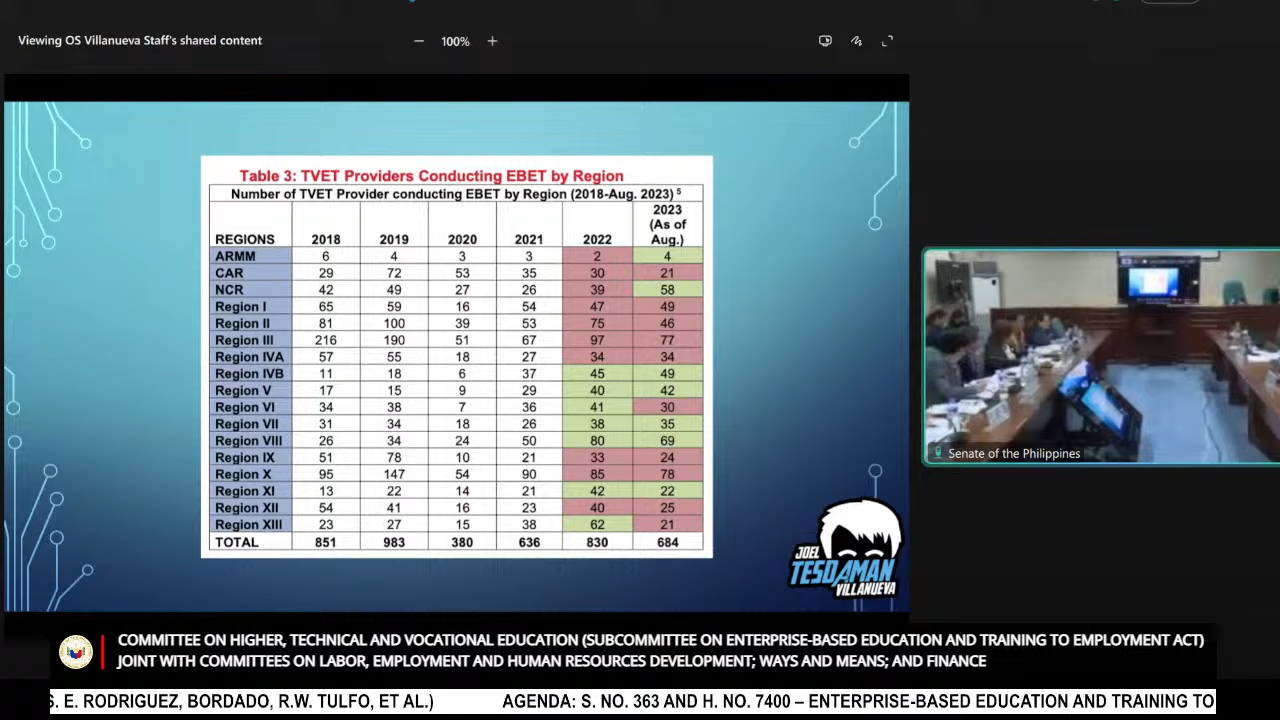 Viewing OS Villanueva Staff's shared content
100%
Table 3: TVET Providers Conducting EBET by Region
Number of TVET Provider conducting EBET by Region (2018-Aug. 2023) 5
REGIONS 2018 2019 2020 2021 2022 2023 (As of Aug.)
ARMM 6 4 3 3 2 4
CAR 29 72 53 35 30 21
NCR 42 49 27 26 39 58
Region I 65 59 16 54 47 49
Region II 81 100 39 53 75 46
Region III 216 190 51 67 97 77
Region IVA 57 55 18 27 34 34
Region IVB 11 18 6 37 45 49
Region V 17 15 9 29 40 42
Region VI 34 38 7 36 41 30
Region VII 31 34 18 26 38 35
Region VIII 26 34 24 50 80 69
Region IX 51 78 10 21 33 24
Region X 95 147 54 90 85 78
Region XI 13 22 14 21 42 22
Region XII 54 41 16 23 40 25
Region XIII 23 27 15 38 62 21
TOTAL 851 983 380 636 830 684
Senate of the Philippines
JOEL
TESDAMAN
VILLANUEVA
COMMITTEE ON HIGHER, TECHNICAL AND VOCATIONAL EDUCATION (SUBCOMMITTEE ON ENTERPRISE-BASED EDUCATION AND TRAINING TO EMPLOYMENT ACT)
JOINT WITH COMMITTEES ON LABOR, EMPLOYMENT AND HUMAN RESOURCES DEVELOPMENT; WAYS AND MEANS; AND FINANCE
S. E. RODRIGUEZ, BORDADO, R.W. TULFO, ET AL.) AGENDA: S. NO. 363 AND H. NO. 7400 – ENTERPRISE-BASED EDUCATION AND TRAINING TO